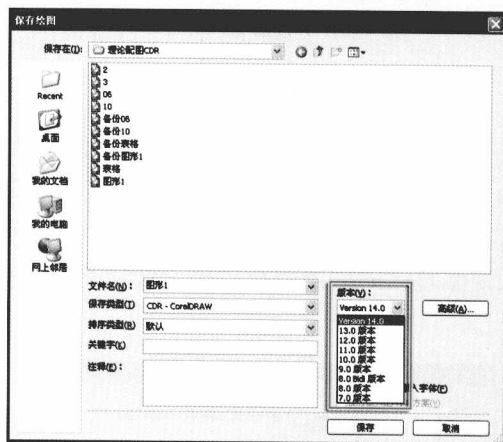 保存绘图
保存在(I):
理论配图CDR
2
3
06
10
备份06
备份10
备份表格
备份图形1
表格
图形1
Recent
桌面
我的文档
我的电脑
网上邻居
文件名(N):
图形1
保存类型(T)
CDR - CorelDRAW
排序类型(R)
默认
关键字(K)
注释(E):
版本(V):
Version 14.0
高级(A)...
Version 14.0
13.0 版本
12.0 版本
11.0 版本
10.0 版本
9.0 版本
8.0 Bidi 版本
8.0 版本
7.0 版本
入字体(F)
保存
取消